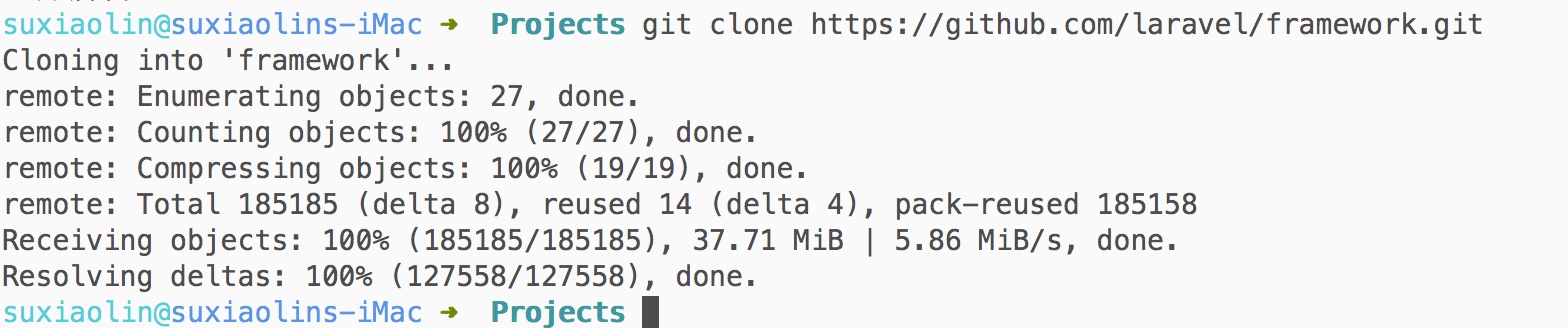 suxiaolin@suxiaolins-iMac ➜ Projects git clone https://github.com/laravel/framework.git
Cloning into 'framework'...
remote: Enumerating objects: 27, done.
remote: Counting objects: 100% (27/27), done.
remote: Compressing objects: 100% (19/19), done.
remote: Total 185185 (delta 8), reused 14 (delta 4), pack-reused 185158
Receiving objects: 100% (185185/185185), 37.71 MiB | 5.86 MiB/s, done.
Resolving deltas: 100% (127558/127558), done.
suxiaolin@suxiaolins-iMac ➜ Projects